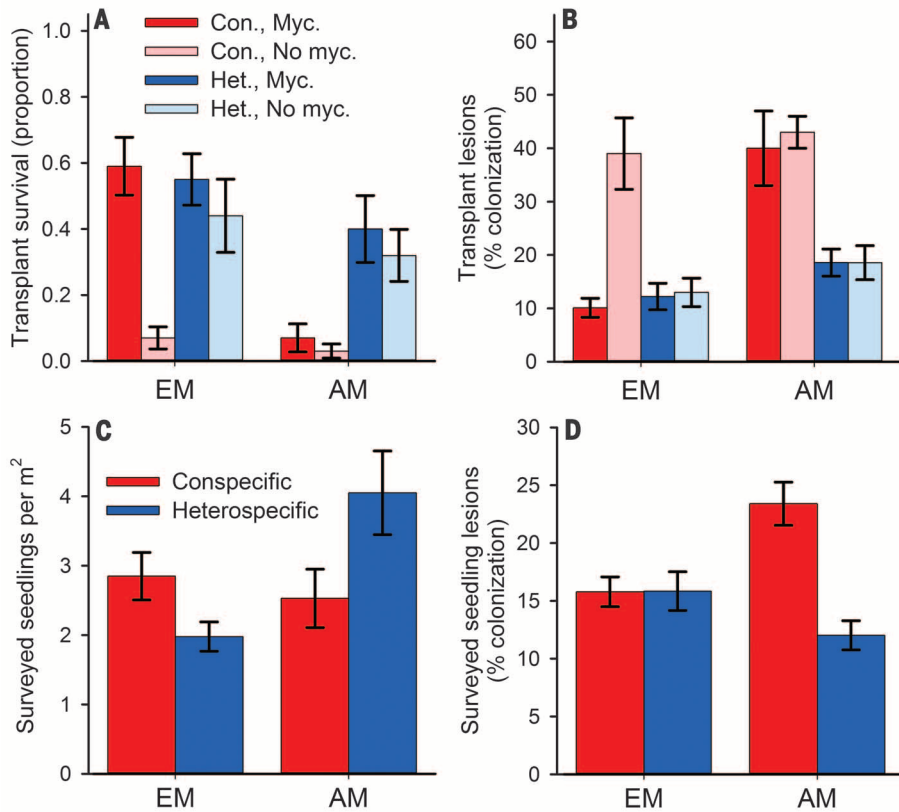 A
Con., Myc.
Con., No myc.
Het., Myc.
Het., No myc.
Transplant survival (proportion)
1.0
0.8
0.6
0.4
0.2
0.0
EM
AM
B
Transplant lesions
(% colonization)
60
50
40
30
20
10
0
EM
AM
C
Conspecific
Heterospecific
Surveyed seedlings per m²
5
4
3
2
1
0
EM
AM
D
Surveyed seedling lesions
(% colonization)
30
25
20
15
10
5
0
EM
AM